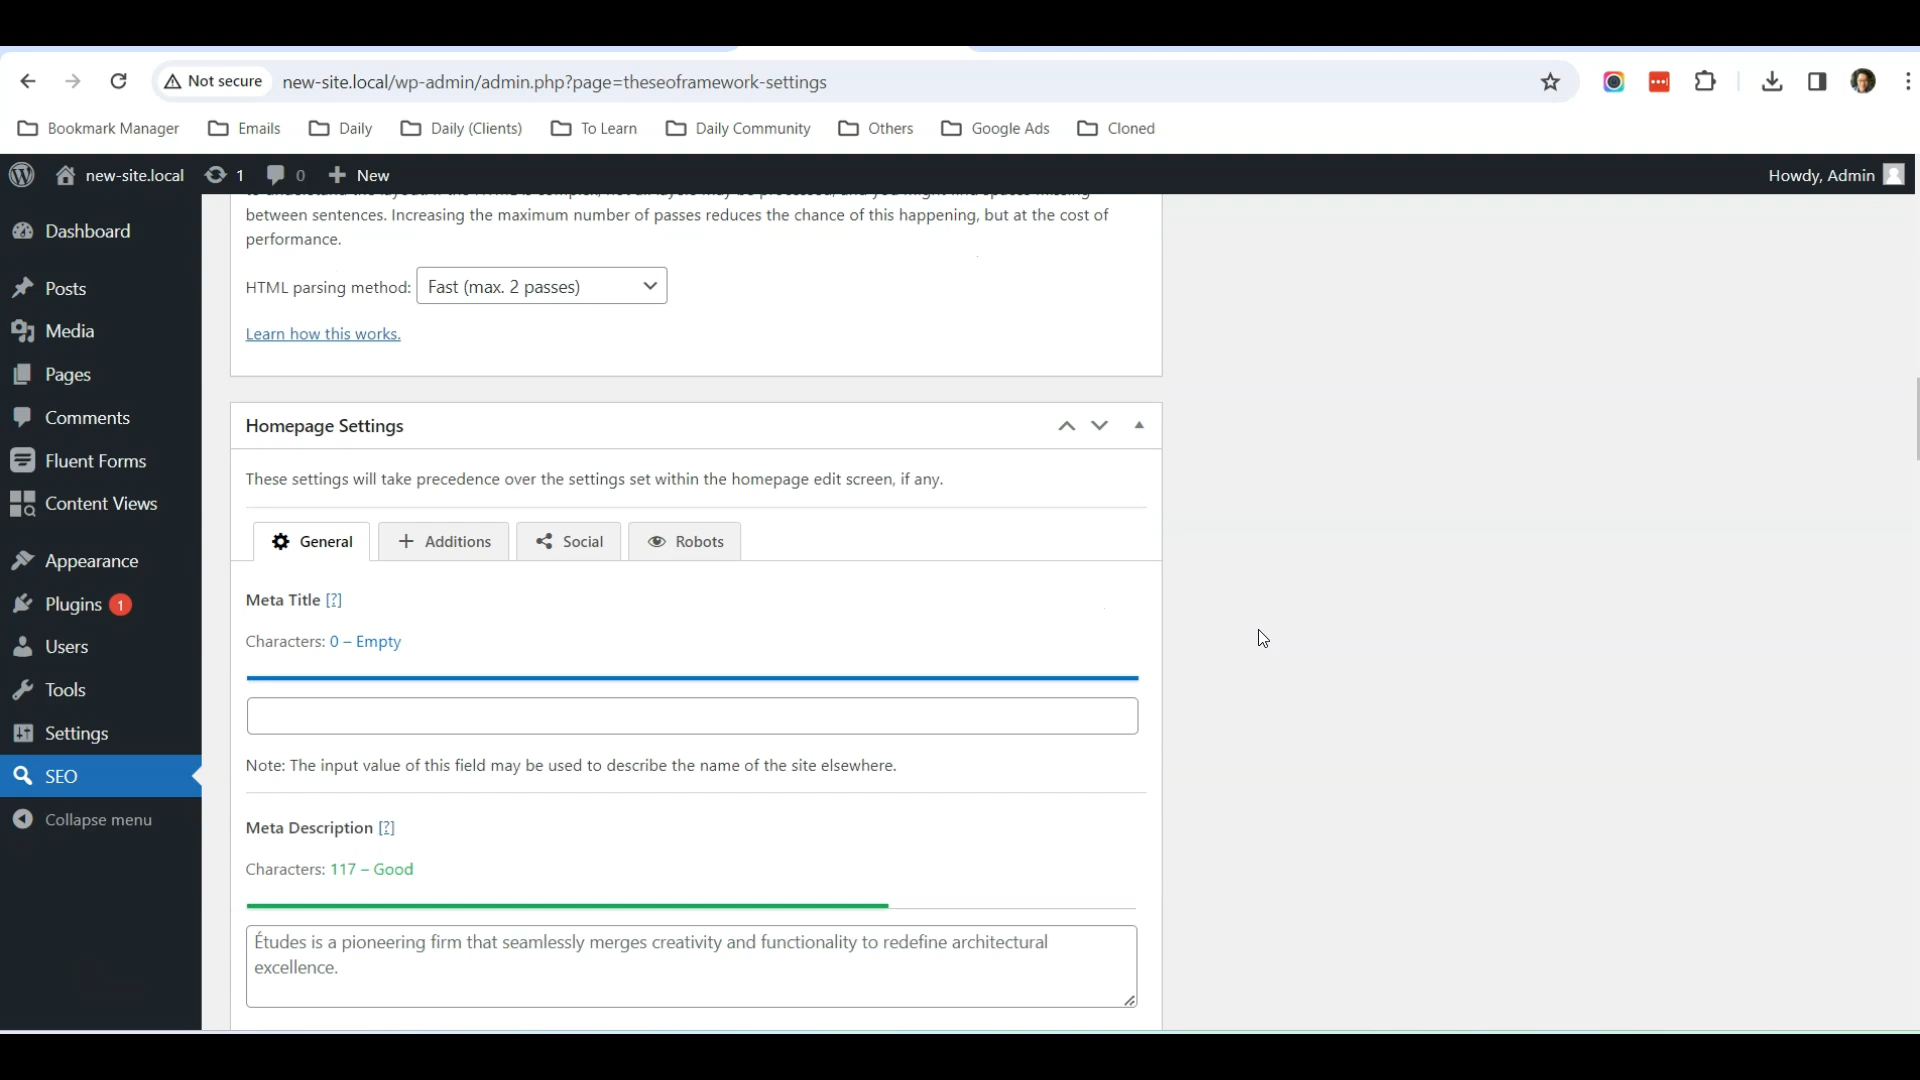 Not secure new-site.local/wp-admin/admin.php?page=theseoframework-settings
Bookmark Manager Emails Daily Daily (Clients) To Learn Daily Community Others Google Ads Cloned
new-site.local 1 0 New Howdy, Admin
between sentences. Increasing the maximum number of passes reduces the chance of this happening, but at the cost of
performance.
HTML parsing method: Fast (max. 2 passes)
Learn how this works.
Dashboard
Posts
Media
Pages
Comments
Fluent Forms
Content Views
Appearance
Plugins 1
Users
Tools
Settings
SEO
Collapse menu
Homepage Settings
These settings will take precedence over the settings set within the homepage edit screen, if any.
General Additions Social Robots
Meta Title [?]
Characters: 0 – Empty
Note: The input value of this field may be used to describe the name of the site elsewhere.
Meta Description [?]
Characters: 117 – Good
Études is a pioneering firm that seamlessly merges creativity and functionality to redefine architectural
excellence.